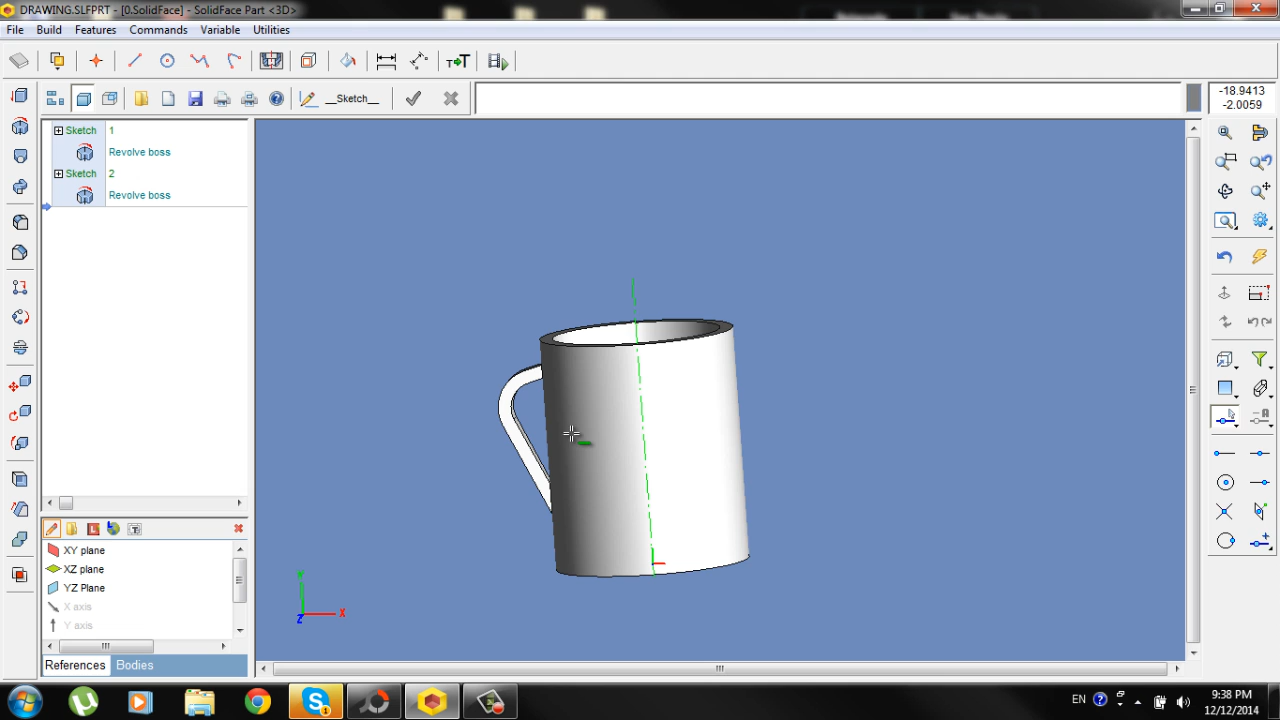 DRAWING.SLFPRT - [0.SolidFace] - SolidFace Part <3D>
File Build Features Commands Variable Utilities
T T
__Sketch__
-18.9413
-2.0059
Sketch 1
Revolve boss
Sketch 2
Revolve boss
XY plane
XZ plane
YZ Plane
X axis
Y axis
References Bodies
Y
X
Z
EN
9:38 PM
12/12/2014